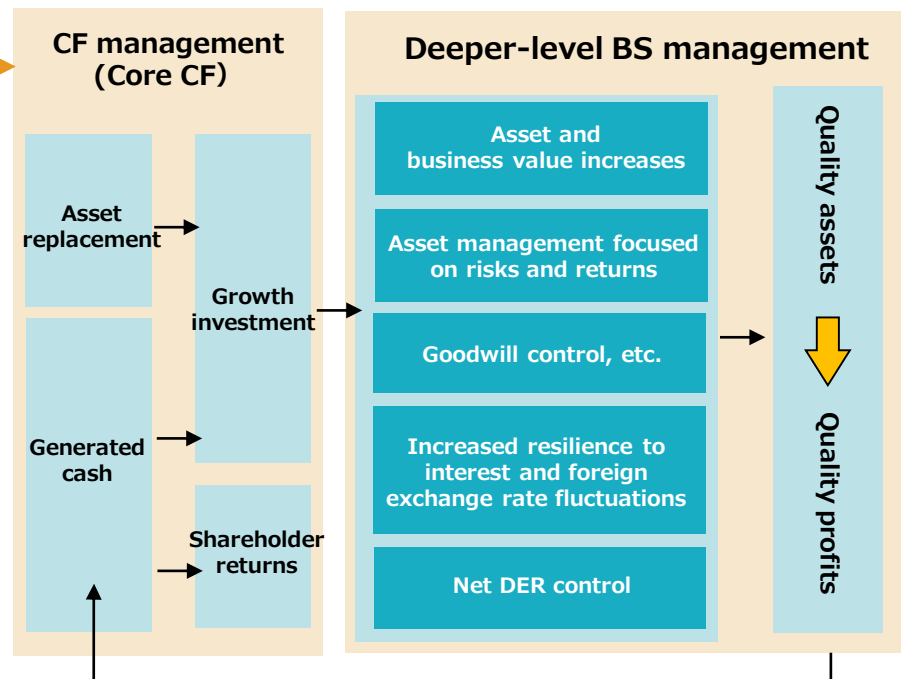 CF management
(Core CF)
Asset
replacement
Generated
cash
Growth
investment
Shareholder
returns
Deeper-level BS management
Asset and
business value increases
Asset management focused
on risks and returns
Goodwill control, etc.
Increased resilience to
interest and foreign
exchange rate fluctuations
Net DER control
Quality assets
Quality profits